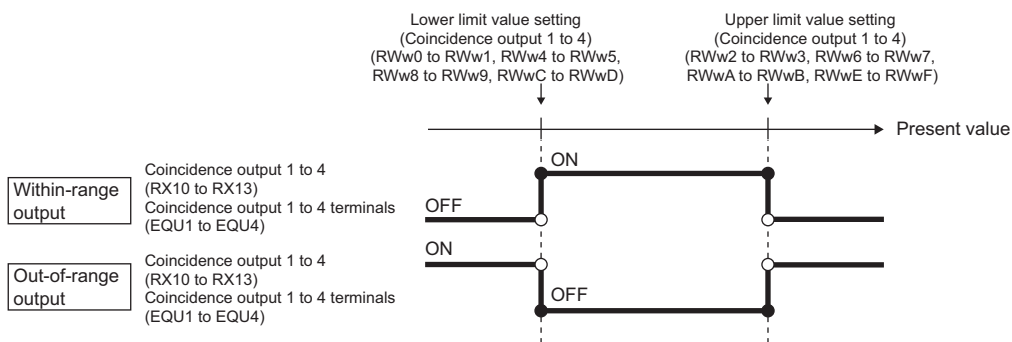 Lower limit value setting
(Coincidence output 1 to 4)
(RWw0 to RWw1, RWw4 to RWw5,
RWw8 to RWw9, RWwC to RWwD)
Upper limit value setting
(Coincidence output 1 to 4)
(RWw2 to RWw3, RWw6 to RWw7,
RWwA to RWwB, RWwE to RWwF)
Present value
Within-range
output
Coincidence output 1 to 4
(RX10 to RX13)
Coincidence output 1 to 4 terminals
(EQU1 to EQU4)
OFF
ON
Out-of-range
output
Coincidence output 1 to 4
(RX10 to RX13)
Coincidence output 1 to 4 terminals
(EQU1 to EQU4)
ON
OFF